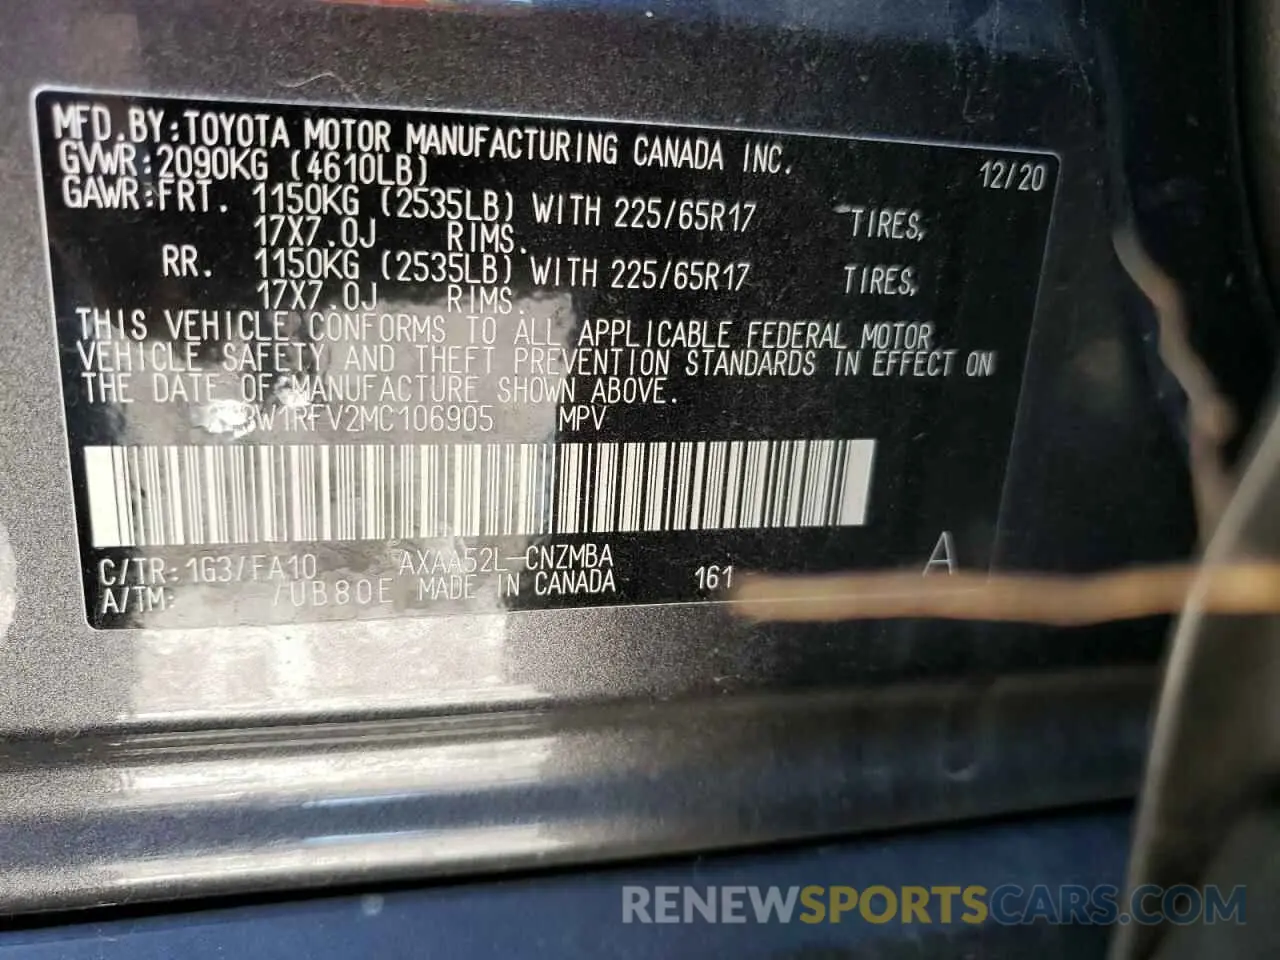 MFD.BY:TOYOTA MOTOR MANUFACTURING CANADA INC. 12/20
GVWR:2090KG (4610LB)
GAWR:FRT. 1150KG (2535LB) WITH 225/65R17 TIRES,
17X7.0J RIMS.
RR. 1150KG (2535LB) WITH 225/65R17 TIRES,
17X7.0J RIMS.
THIS VEHICLE CONFORMS TO ALL APPLICABLE FEDERAL MOTOR
VEHICLE SAFETY AND THEFT PREVENTION STANDARDS IN EFFECT ON
THE DATE OF MANUFACTURE SHOWN ABOVE.
MPV
C/TR:1G3/FA10 AXAA52L-CNZMBA A
A/TM: /UB80E MADE IN CANADA 161
RENEWSPORTSCARS.COM